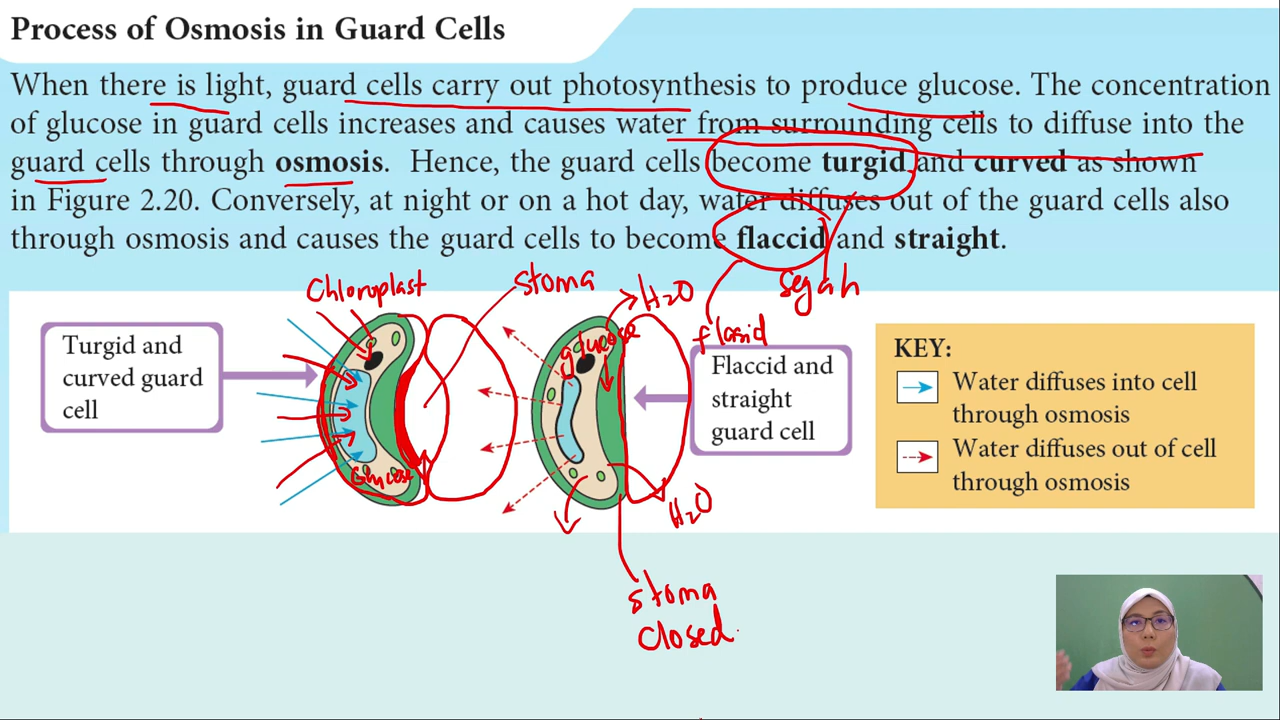 Process of Osmosis in Guard Cells
When there is light, guard cells carry out photosynthesis to produce glucose. The concentration
of glucose in guard cells increases and causes water from surrounding cells to diffuse into the
guard cells through osmosis. Hence, the guard cells become turgid and curved as shown
in Figure 2.20. Conversely, at night or on a hot day, water diffuses out of the guard cells also
through osmosis and causes the guard cells to become flaccid and straight.
Chloroplast
stoma
H2O
segah
flasid
glucose
Turgid and
curved guard
cell
Glucose
Flaccid and
straight
guard cell
H2O
stoma
closed
KEY:
Water diffuses into cell
through osmosis
Water diffuses out of cell
through osmosis